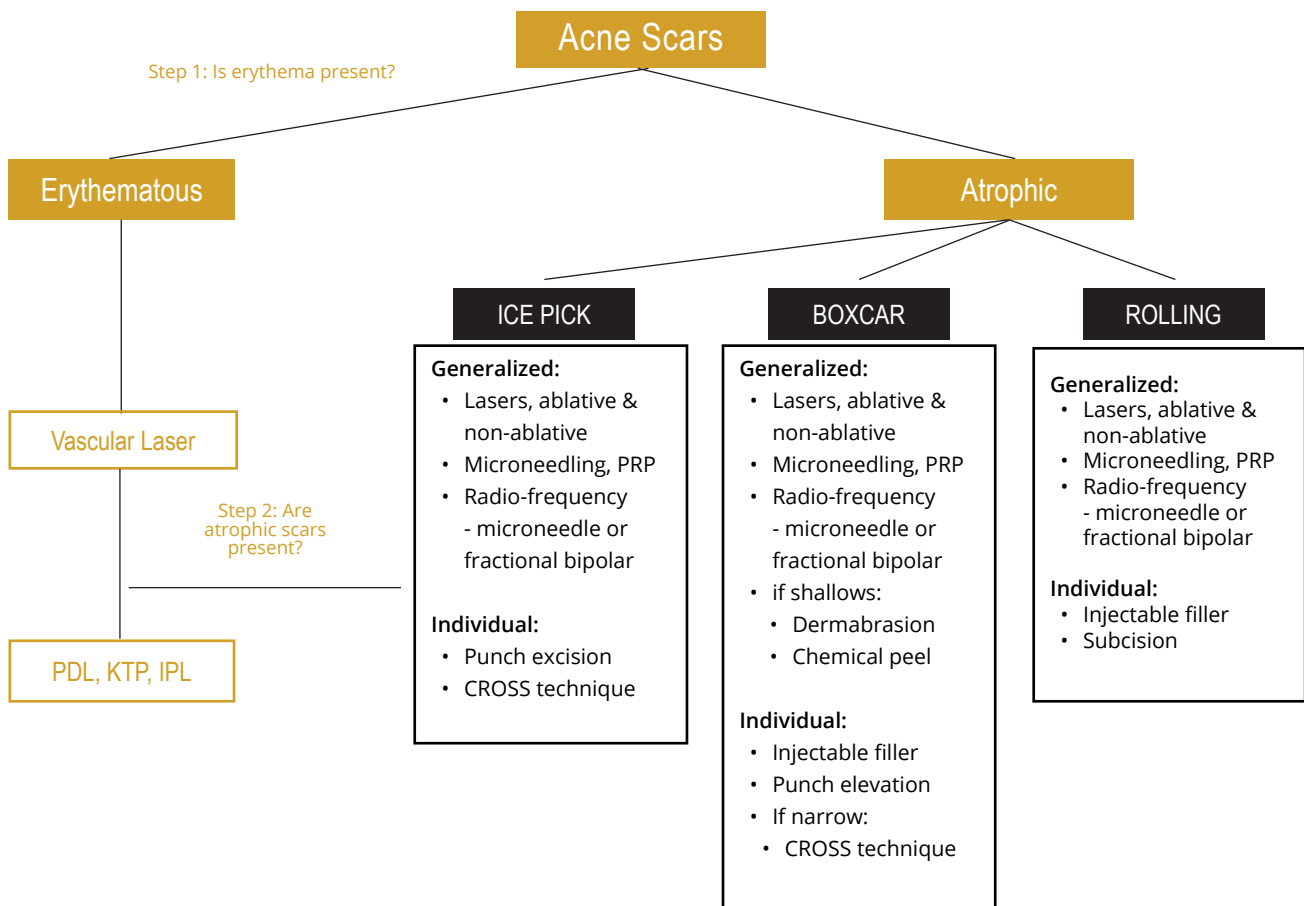 Acne Scars
Step 1: Is erythema present?
Erythematous
Atrophic
Vascular Laser
Step 2: Are
atrophic scars
present?
PDL, KTP, IPL
ICE PICK
Generalized:
• Lasers, ablative &
non-ablative
• Microneedling, PRP
• Radio-frequency
- microneedle or
fractional bipolar
Individual:
• Punch excision
• CROSS technique
BOXCAR
Generalized:
• Lasers, ablative &
non-ablative
• Microneedling, PRP
• Radio-frequency
- microneedle or
fractional bipolar
• if shallows:
• Dermabrasion
• Chemical peel
Individual:
• Injectable filler
• Punch elevation
• If narrow:
• CROSS technique
ROLLING
Generalized:
• Lasers, ablative &
non-ablative
• Microneedling, PRP
• Radio-frequency
- microneedle or
fractional bipolar
Individual:
• Injectable filler
• Subcision